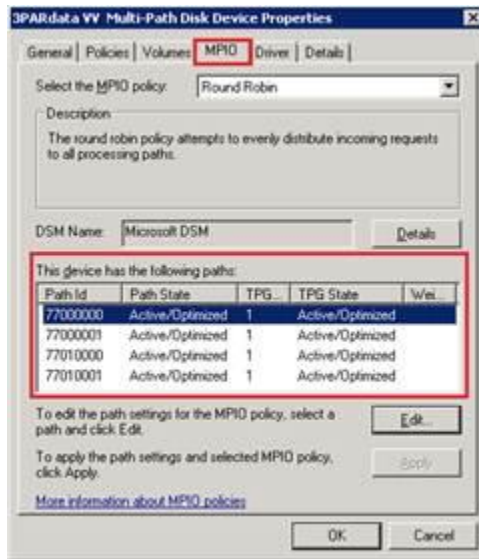 3PARdata VV Multi-Path Disk Device Properties
General Policies Volumes MPIO Driver Details
Select the MPIO policy: Round Robin
Description
The round robin policy attempts to evenly distribute incoming requests
to all processing paths.
DSM Name: Microsoft DSM Details
This device has the following paths:
Path Id Path State TPG... TPG State Wei...
77000000 Active/Optimized 1 Active/Optimized
77000001 Active/Optimized 1 Active/Optimized
77010000 Active/Optimized 1 Active/Optimized
77010001 Active/Optimized 1 Active/Optimized
To edit the path settings for the MPIO policy, select a
path and click Edit.
Edit...
To apply the path settings and selected MPIO policy,
click Apply.
Apply
More information about MPIO policies
OK Cancel